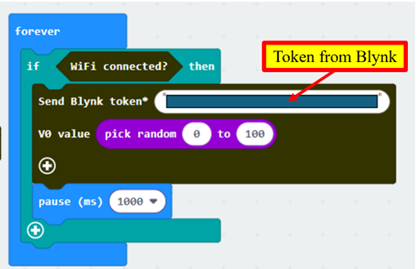 forever
if WiFi connected? then
Token from Blynk
Send Blynk token* " "
V0 value pick random 0 to 100
pause (ms) 1000